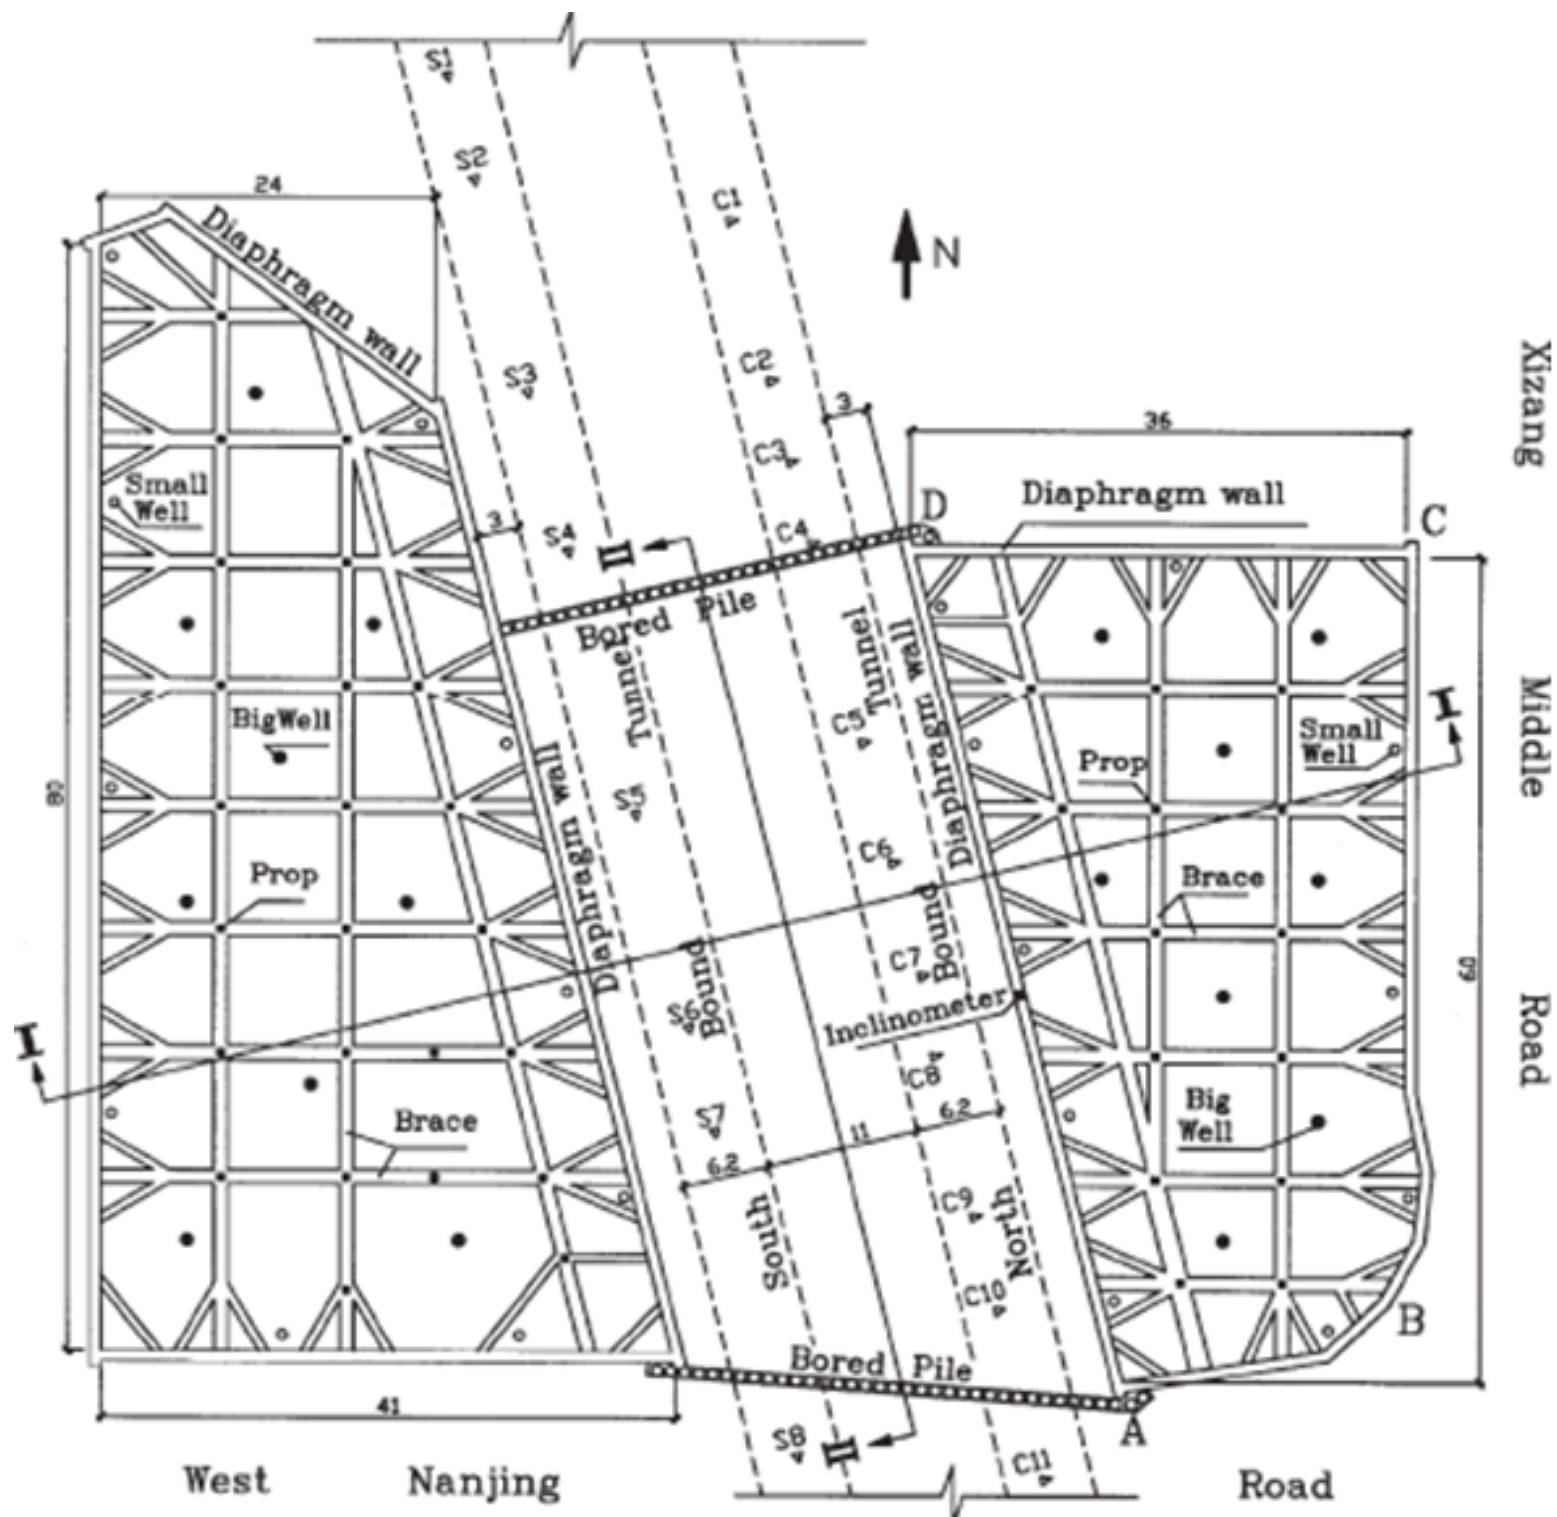 S1
S2
24
C1
Diaphragm wall
N
C2
S3
3
36
Xizang
C3
Small
Well
Diaphragm wall
D
C
3
S4
C4
Bored Pile
Tunnel
Tunnel
Diaphragm wall
Middle
BigWell
C5
I
Small
Well
Diaphragm wall
Prop
80
S5
C6
Prop
Brace
Bound
Bound
C7
60
S6
Inclinometer
Road
I
C8
Big
Well
Brace
S7
6.2
11
6.2
South
C9
North
C10
B
Bored Pile
41
A
S8
II
II
C11
West Nanjing Road